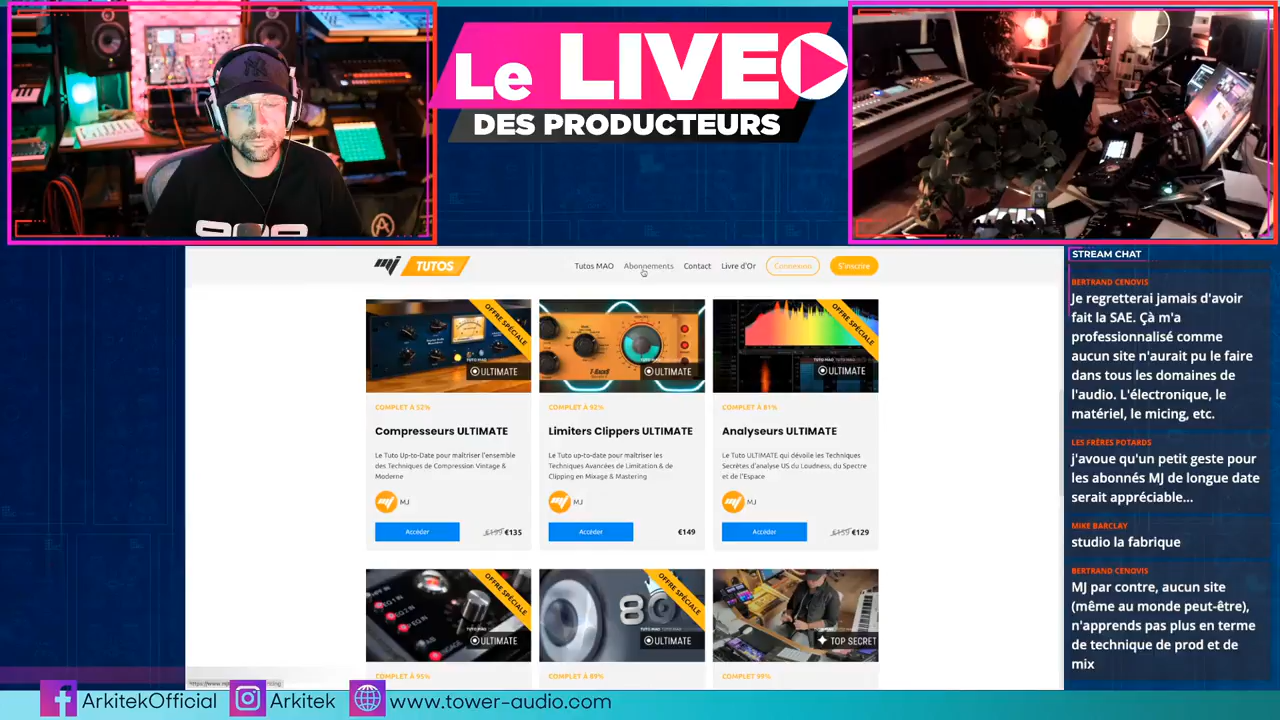 Le LIVE
DES PRODUCTEURS
MJ TUTOS
Tutos MAO Abonnements Contact Livre d'Or Connexion S'inscrire
OFFRE SPÉCIALE
ULTIMATE
ULTIMATE
OFFRE SPÉCIALE
ULTIMATE
COMPLET À 52%
Compresseurs ULTIMATE
Le Tuto Up-to-Date pour maîtriser l'ensemble
des Techniques de Compression Vintage &
Moderne
MJ
Accéder €199 €135
COMPLET À 92%
Limiters Clippers ULTIMATE
Le Tuto up-to-date pour maîtriser les
Techniques Avancées de Limitation & de
Clipping en Mixage & Mastering
MJ
Accéder €149
COMPLET À 81%
Analyseurs ULTIMATE
Le Tuto ULTIMATE qui dévoile les Techniques
Secrètes d'analyse US du Loudness, du Spectre
et de l'Espace
MJ
Accéder €159 €129
OFFRE SPÉCIALE
ULTIMATE
OFFRE SPÉCIALE
ULTIMATE
TOP SECRET
COMPLET À 95%
COMPLET À 89%
COMPLET 99%
STREAM CHAT
BERTRAND CENOVIS
Je regretterai jamais d'avoir
fait la SAE. Çà m'a
professionnalisé comme
aucun site n'aurait pu le faire
dans tous les domaines de
l'audio. L'électronique, le
matériel, le micing, etc.
LES FRÈRES POTARDS
j'avoue qu'un petit geste pour
les abonnés MJ de longue date
serait appréciable...
MIKE BARCLAY
studio la fabrique
BERTRAND CENOVIS
MJ par contre, aucun site
(même au monde peut-être),
n'apprends pas plus en terme
de technique de prod et de
mix
ArkitekOfficial Arkitek www.tower-audio.com